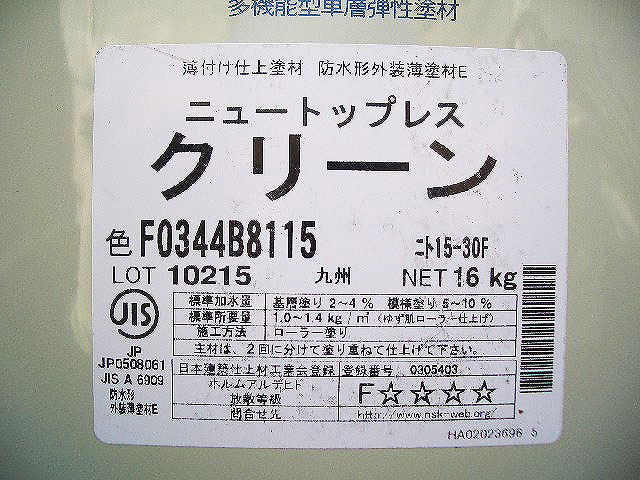 多機能型単層弾性塗材
薄付け仕上塗材 防水形外装薄塗材E
ニュートップレス
クリーン
色 F0344B8115 ニト15-30F
LOT 10215 九州 NET 16 kg
標準加水量 基層塗り 2~4 % 模様塗り 5~10 %
標準所要量 1.0~1.4 kg / ㎡ (ゆず肌ローラー仕上げ)
施工方法 ローラー塗り
主材は、2回に分けて塗り重ねて仕上げて下さい。
JIS
JP
JP0508061
JIS A 6909
防水形
外装薄塗材E
日本建築仕上材工業会登録 登録番号 0305403
ホルムアルデヒド
放散等級 F☆☆☆☆
問合せ先 http://www.nsk-web.org/
HA02023696 5